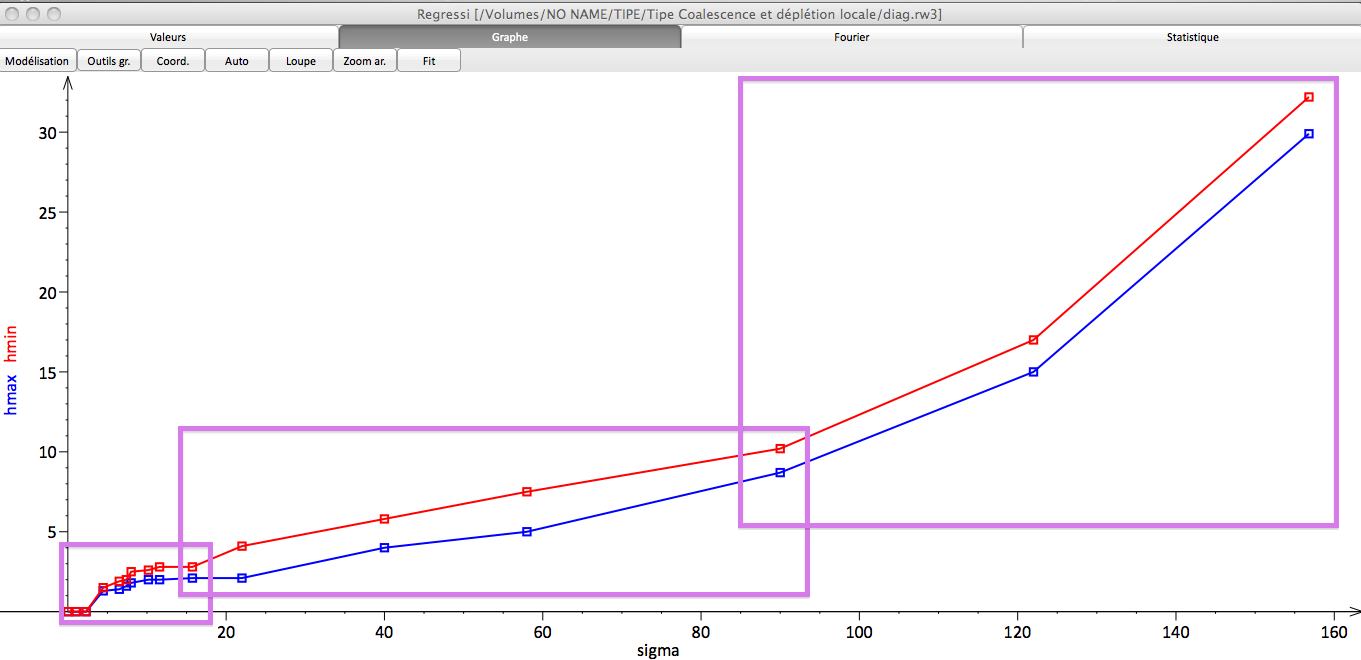 Regressi [/Volumes/NO NAME/TIPE/Tipe Coalescence et déplétion locale/diag.rw3]
Valeurs Graphe Fourier Statistique
Modélisation Outils gr. Coord. Auto Loupe Zoom ar. Fit
30
25
20
15
10
5
hmax hmin
20 40 60 80 100 120 140 160
sigma